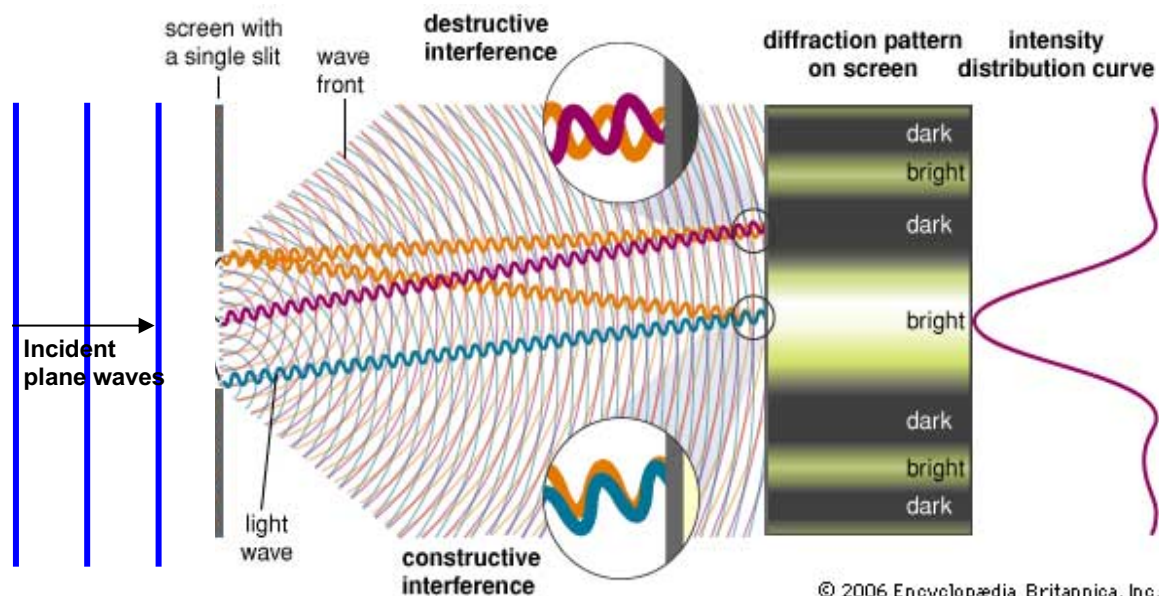 screen with
a single slit
wave
front
destructive
interference
diffraction pattern
on screen
intensity
distribution curve
dark
bright
dark
bright
dark
bright
dark
Incident
plane waves
light
wave
constructive
interference
© 2006 Encyclopædia Britannica, Inc.